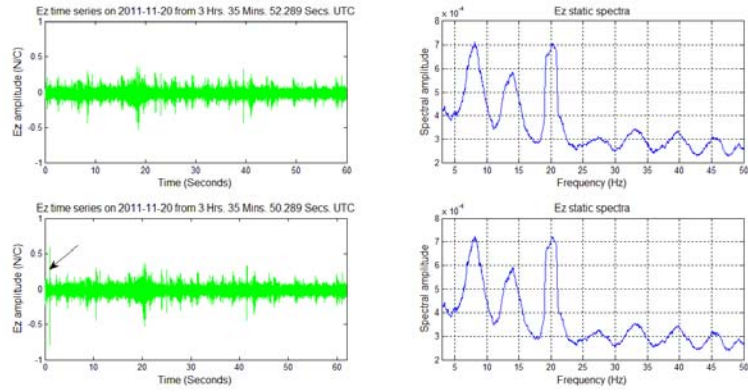 Ez time series on 2011-11-20 from 3 Hrs. 35 Mins. 52.289 Secs. UTC
Ez amplitude (N/C)
1
0.5
0
-0.5
-1
0 10 20 30 40 50 60
Time (Seconds)
Ez static spectra
x 10^-4
Spectral amplitude
8
7
6
5
4
3
2
5 10 15 20 25 30 35 40 45 50
Frequency (Hz)
Ez time series on 2011-11-20 from 3 Hrs. 35 Mins. 50.289 Secs. UTC
Ez amplitude (N/C)
1
0.5
0
-0.5
-1
0 10 20 30 40 50 60
Time (Seconds)
Ez static spectra
x 10^-4
Spectral amplitude
8
7
6
5
4
3
2
5 10 15 20 25 30 35 40 45 50
Frequency (Hz)